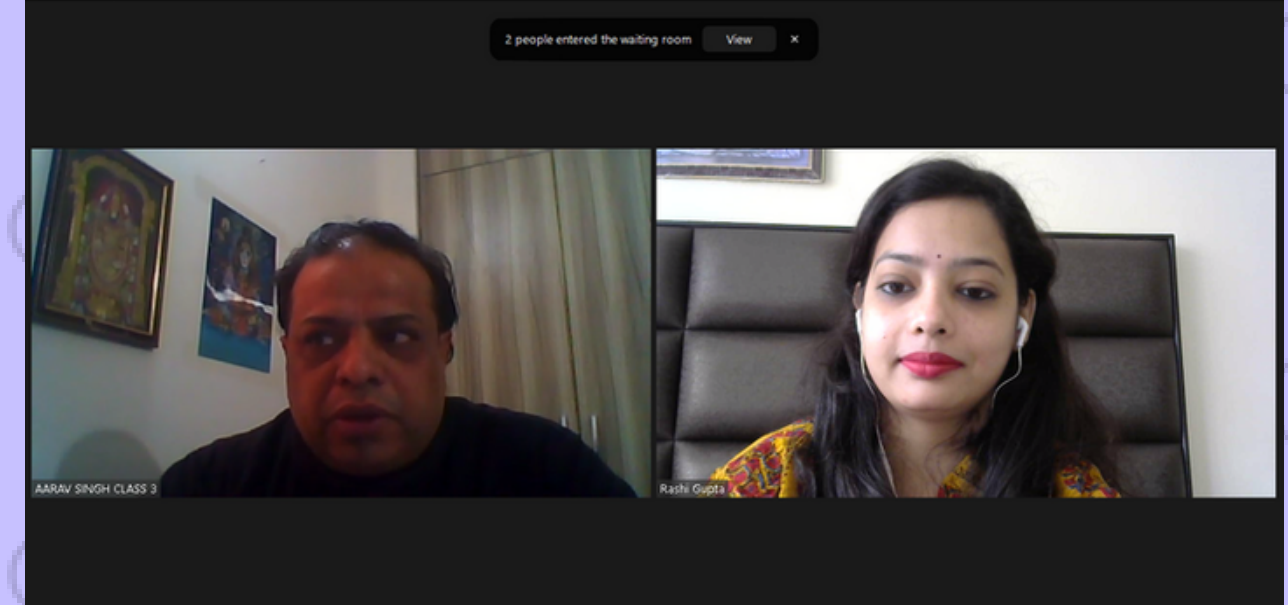 2 people entered the waiting room
View
×
AARAV SINGH CLASS 3
Rashi Gupta